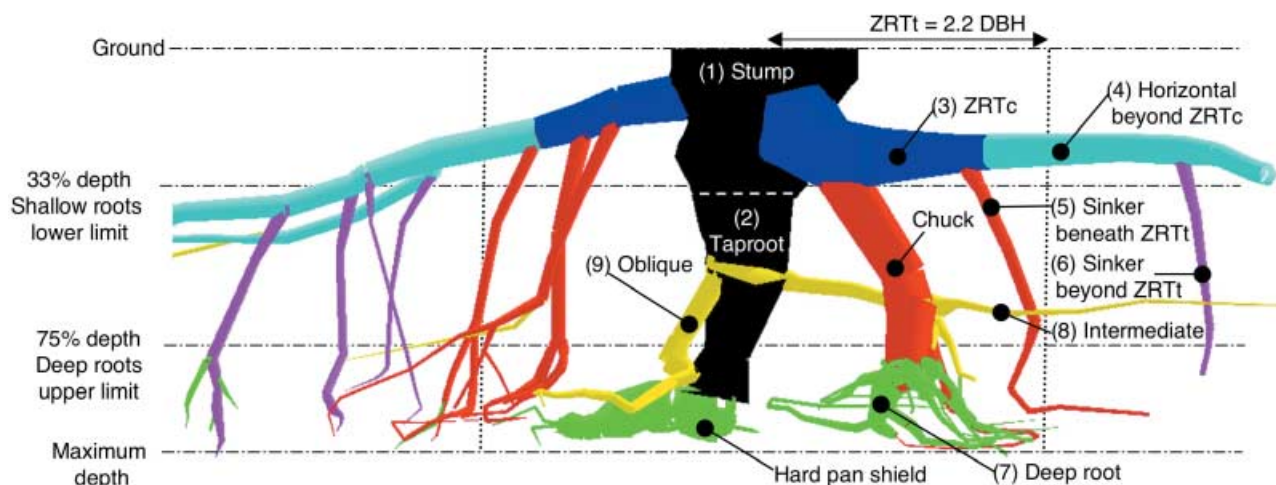 ZRTt = 2.2 DBH
Ground
(1) Stump
(3) ZRTc
(4) Horizontal
beyond ZRTc
33% depth
Shallow roots
lower limit
(2)
Taproot
Chuck
(5) Sinker
beneath ZRTt
(9) Oblique
(6) Sinker
beyond ZRTt
75% depth
Deep roots
upper limit
(8) Intermediate
Maximum
depth
Hard pan shield
(7) Deep root